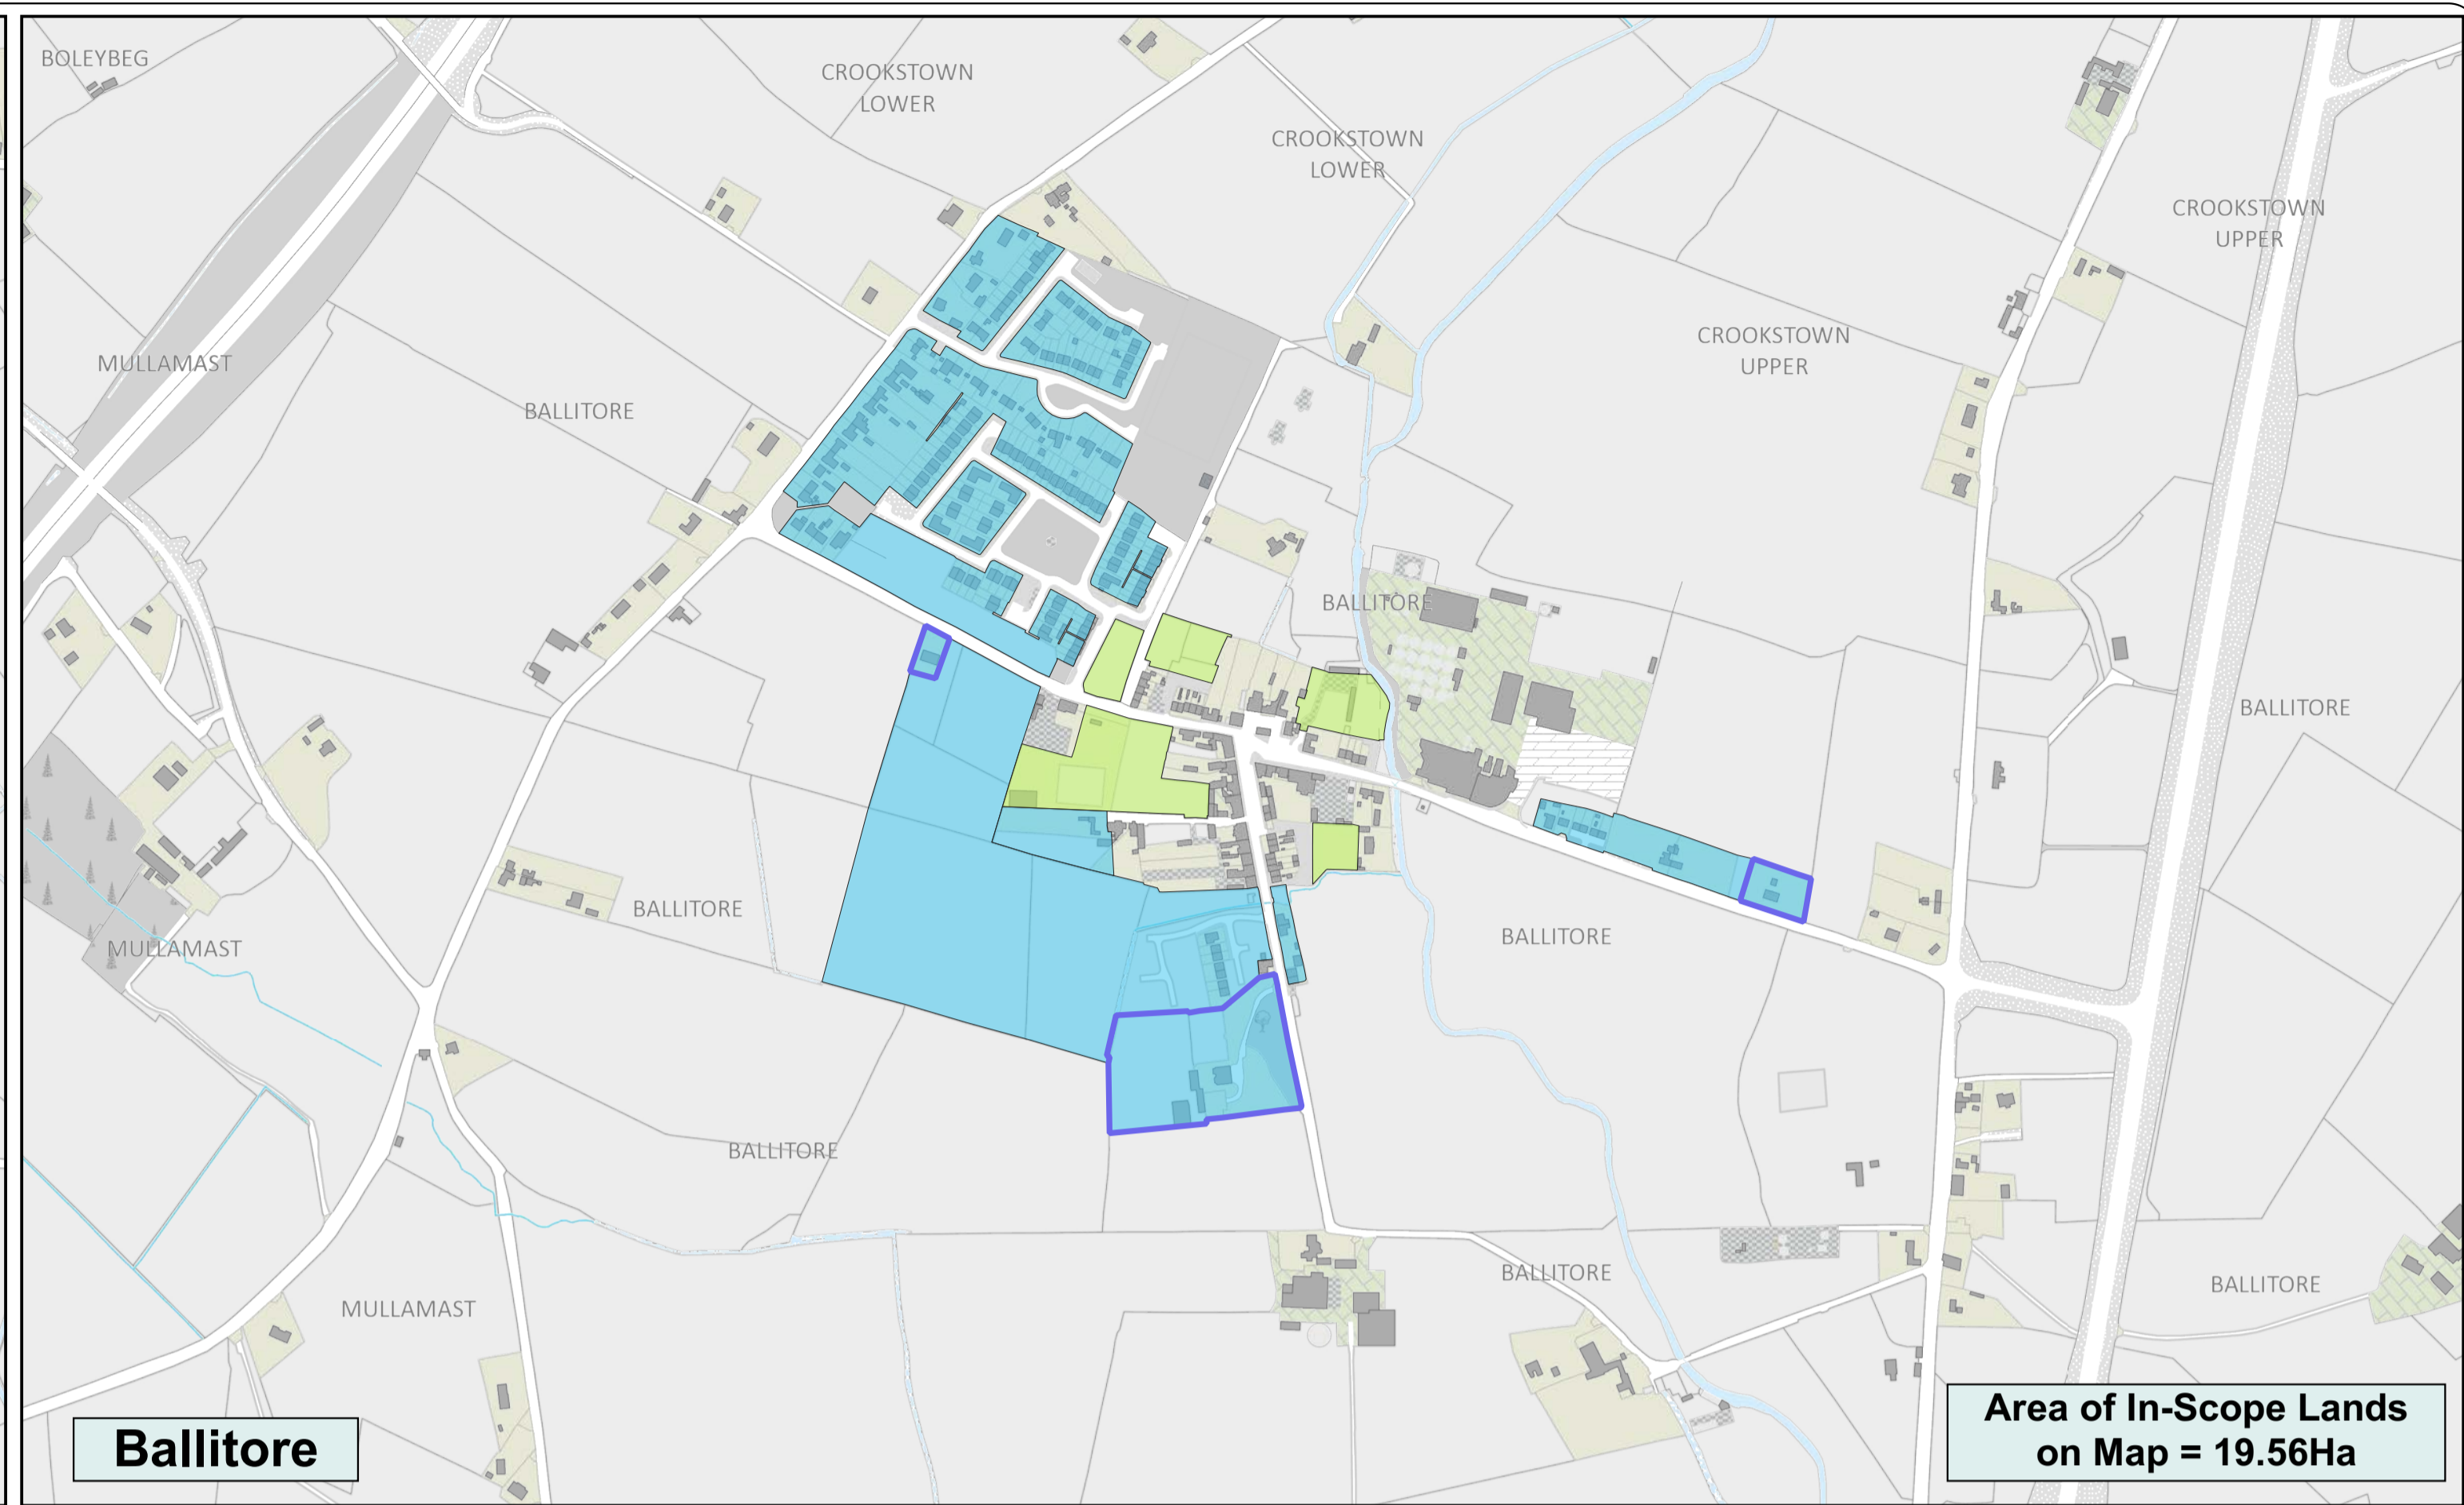 BOLEYBEG
CROOKSTOWN
LOWER
CROOKSTOWN
LOWER
CROOKSTOWN
UPPER
CROOKSTOWN
UPPER
MULLAMAST
BALLITORE
BALLITORE
BALLITORE
BALLITORE
BALLITORE
MULLAMAST
BALLITORE
BALLITORE
BALLITORE
MULLAMAST
Ballitore
Area of In-Scope Lands
on Map = 19.56Ha